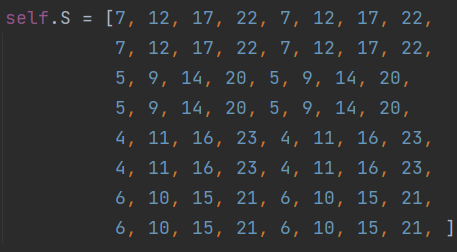 self.S = [7, 12, 17, 22, 7, 12, 17, 22,
7, 12, 17, 22, 7, 12, 17, 22,
5, 9, 14, 20, 5, 9, 14, 20,
5, 9, 14, 20, 5, 9, 14, 20,
4, 11, 16, 23, 4, 11, 16, 23,
4, 11, 16, 23, 4, 11, 16, 23,
6, 10, 15, 21, 6, 10, 15, 21,
6, 10, 15, 21, 6, 10, 15, 21, ]